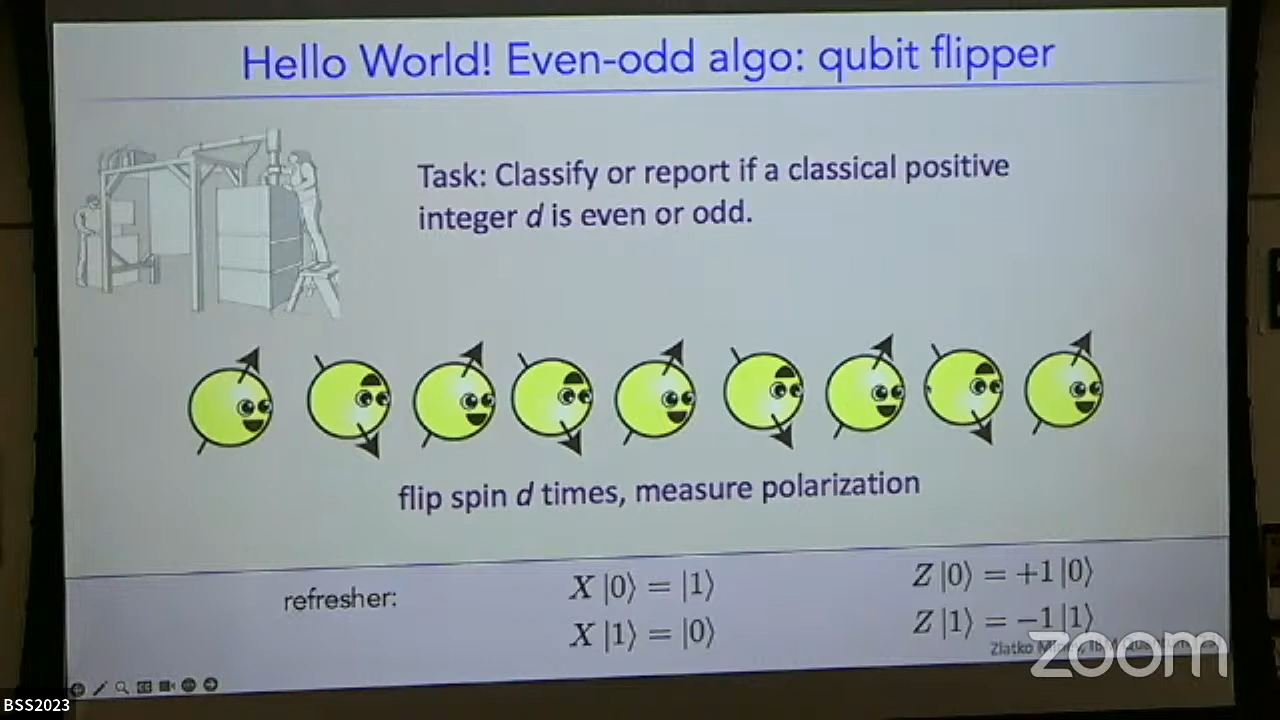 Hello World! Even-odd algo: qubit flipper
Task: Classify or report if a classical positive
integer d is even or odd.
flip spin d times, measure polarization
refresher:
X |0⟩ = |1⟩
X |1⟩ = |0⟩
Z |0⟩ = +1 |0⟩
Z |1⟩ = −1 |1⟩
Zlatko
zoom
BSS2023